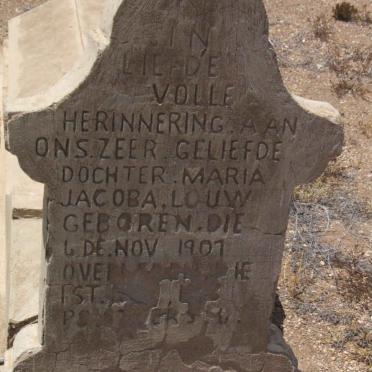 IN
LIEFDE
VOLLE
HERINNERING. AAN
ONS. ZEER. GELIEFDE
DOCHTER. MARIA
JACOBA. LOUW
GEBOREN. DIE
6 DE. NOV 1901